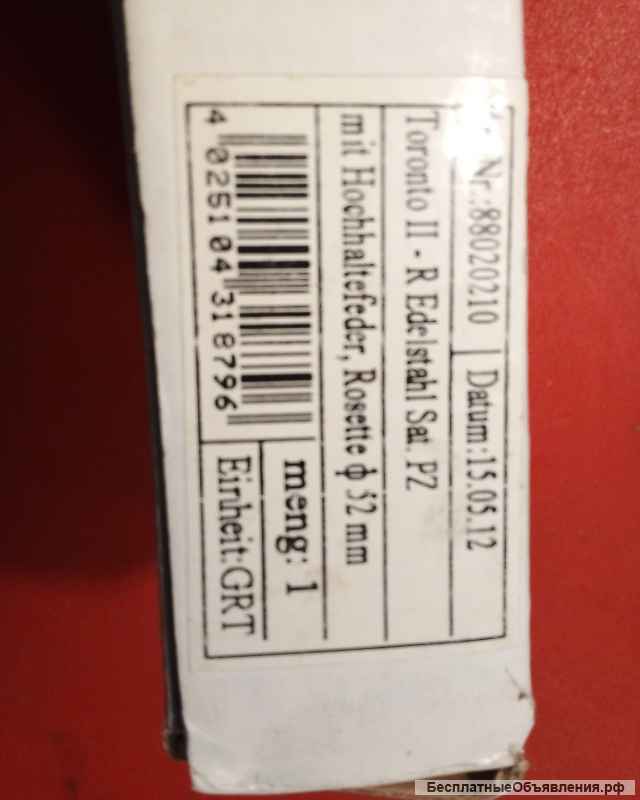 Nr.:88020210 Datum:15.05.12
Toronto II - R Edelstahl Sat. PZ
mit Hochhaltefeder, Rosette ϕ 52 mm
meng: 1
Einheit:GRT
4 025104 318796
БесплатныеОбъявления.рф